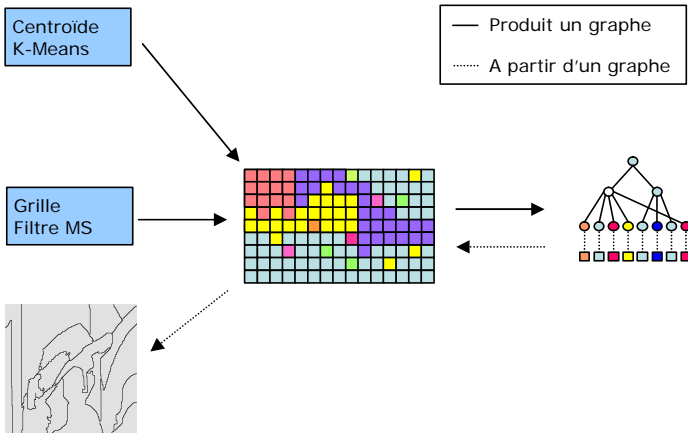 Centroïde
K-Means
Produit un graphe
A partir d'un graphe
Grille
Filtre MS